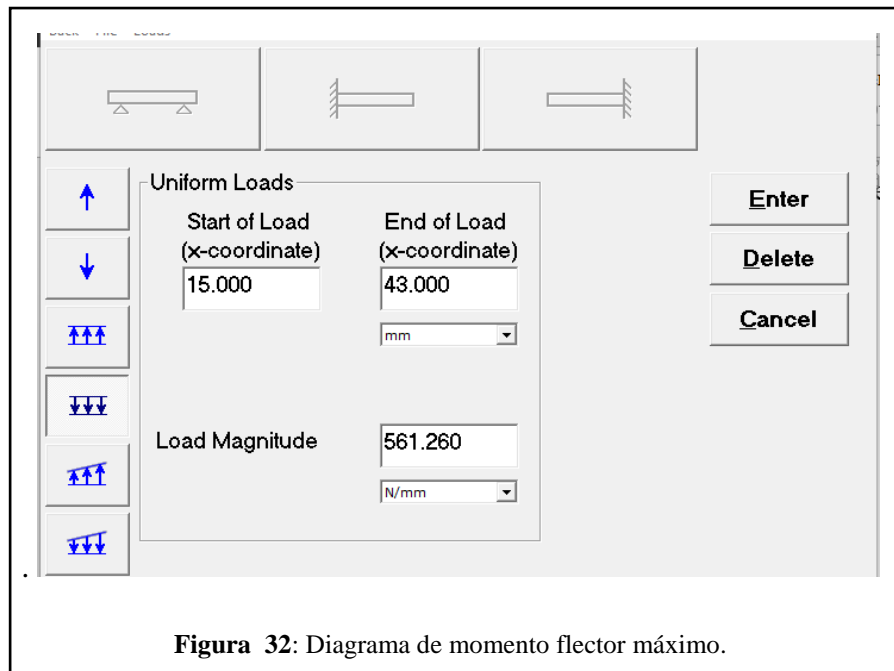 Uniform Loads
Start of Load
(x-coordinate)
End of Load
(x-coordinate)
15.000
43.000
mm
Load Magnitude
561.260
N/mm
Enter
Delete
Cancel
.
Figura 32: Diagrama de momento flector máximo.